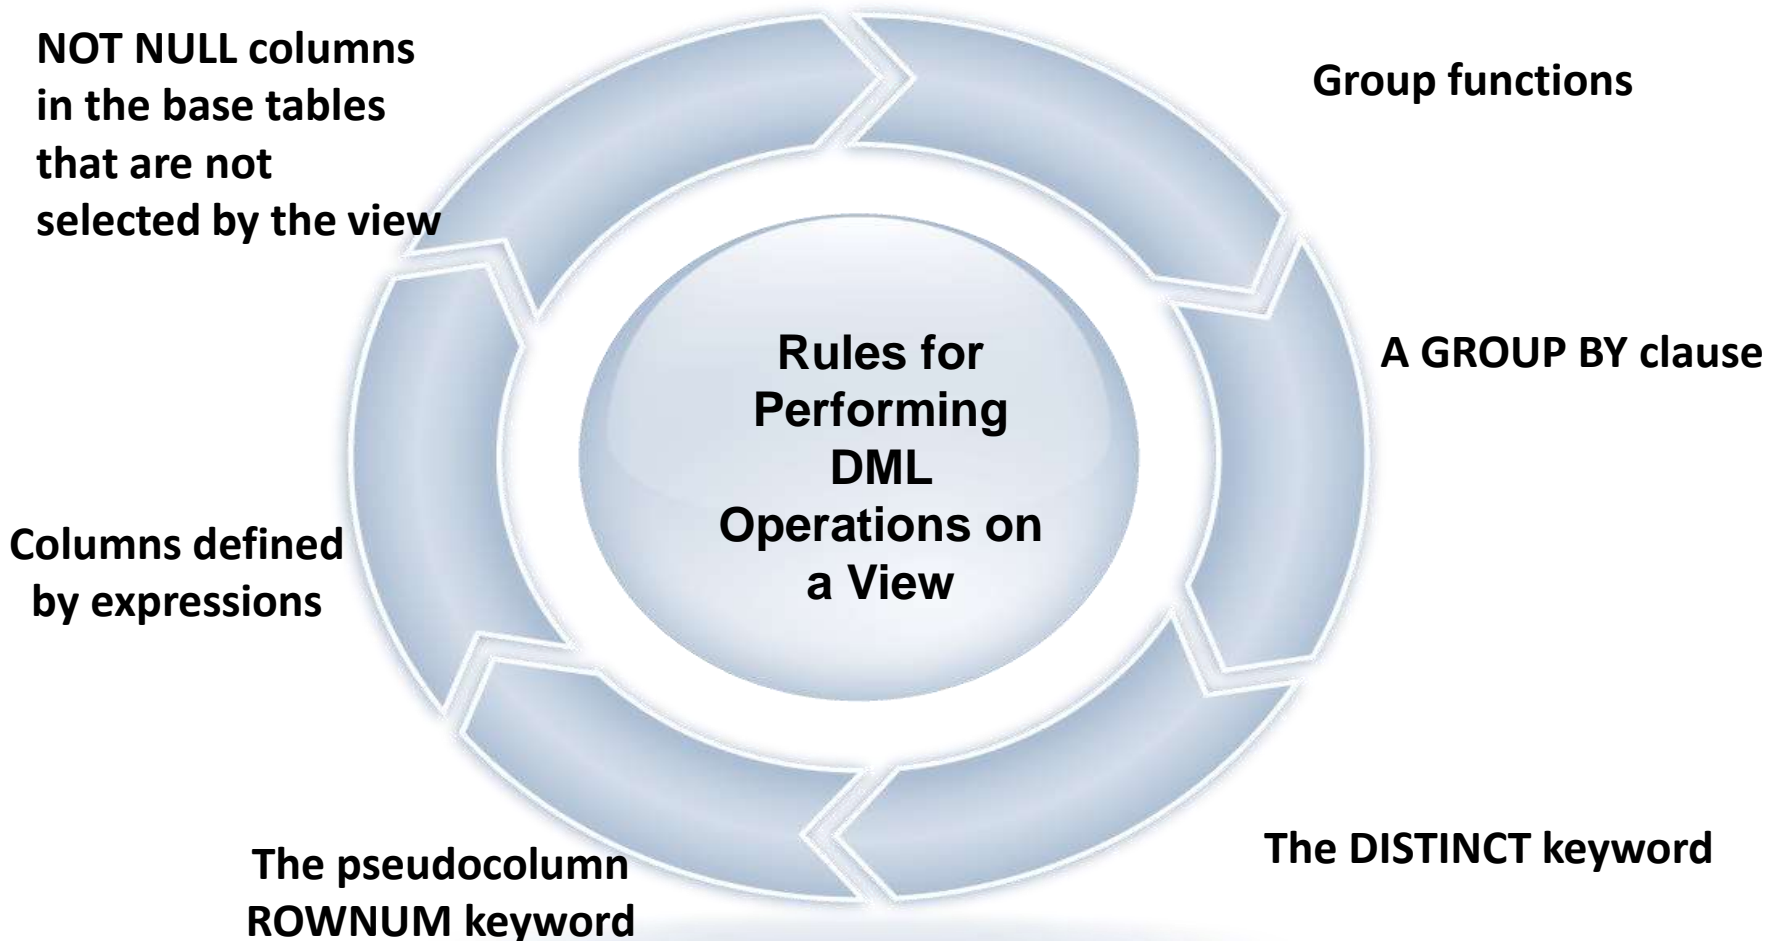 NOT NULL columns
in the base tables
that are not
selected by the view
Group functions
A GROUP BY clause
Rules for
Performing
DML
Operations on
a View
Columns defined
by expressions
The DISTINCT keyword
The pseudocolumn
ROWNUM keyword